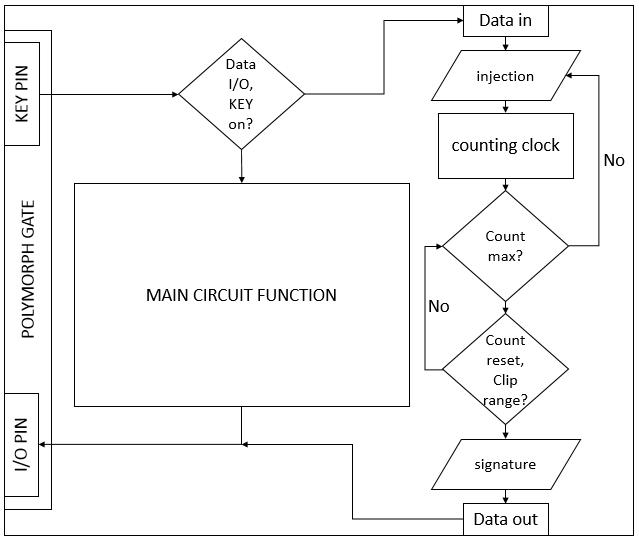 KEY PIN
POLYMORPH GATE
I/O PIN
Data
I/O,
KEY
on?
MAIN CIRCUIT FUNCTION
Data in
injection
counting clock
Count
max?
No
No
Count
reset,
Clip
range?
signature
Data out